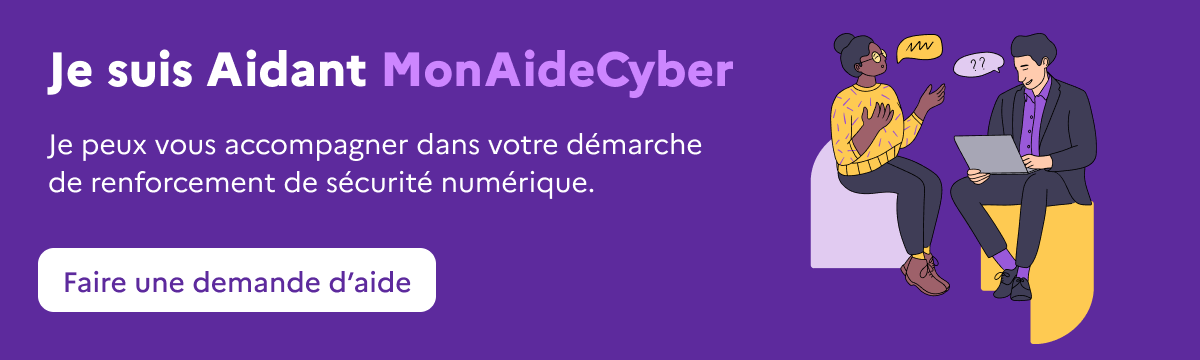 Je suis Aidant MonAideCyber
Je peux vous accompagner dans votre démarche
de renforcement de sécurité numérique.
Faire une demande d’aide
??